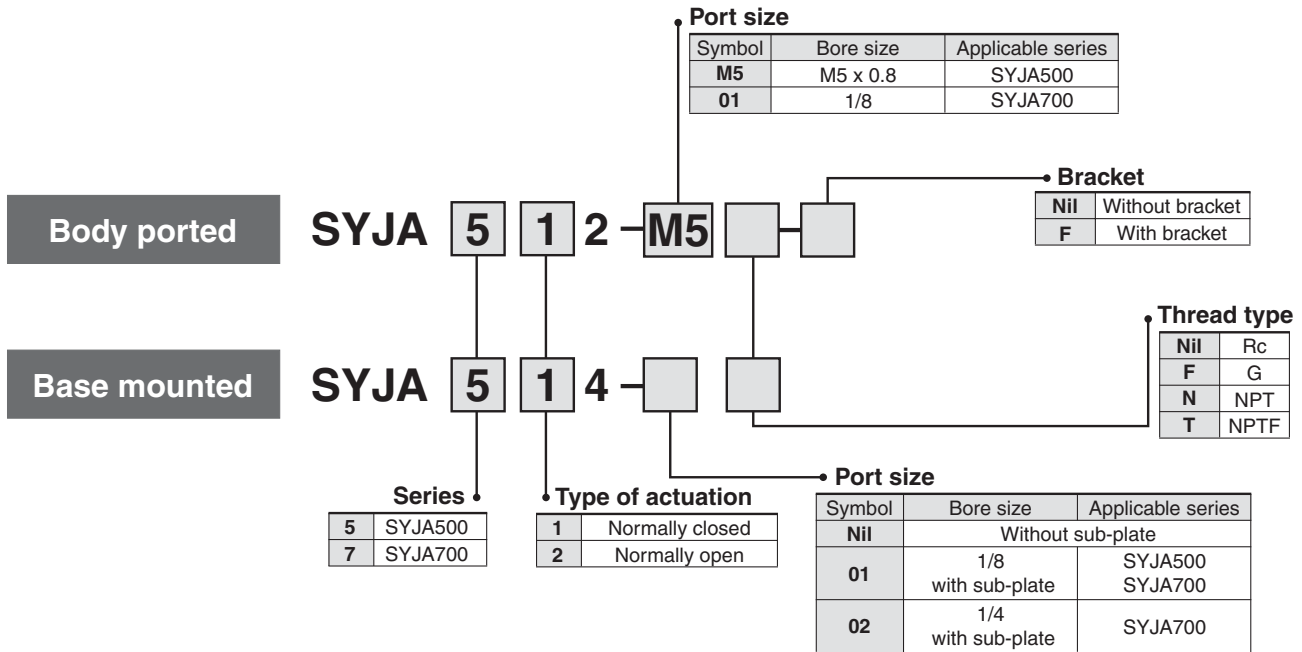 Port size
Symbol Bore size Applicable series
M5 M5 x 0.8 SYJA500
01 1/8 SYJA700
Bracket
Nil Without bracket
F With bracket
Body ported SYJA 5 1 2 – M5 –
Thread type
Nil Rc
F G
N NPT
T NPTF
Base mounted SYJA 5 1 4 –
Series
5 SYJA500
7 SYJA700
Type of actuation
1 Normally closed
2 Normally open
Port size
Symbol Bore size Applicable series
Nil Without sub-plate
01 1/8 SYJA500
with sub-plate SYJA700
02 1/4 SYJA700
with sub-plate